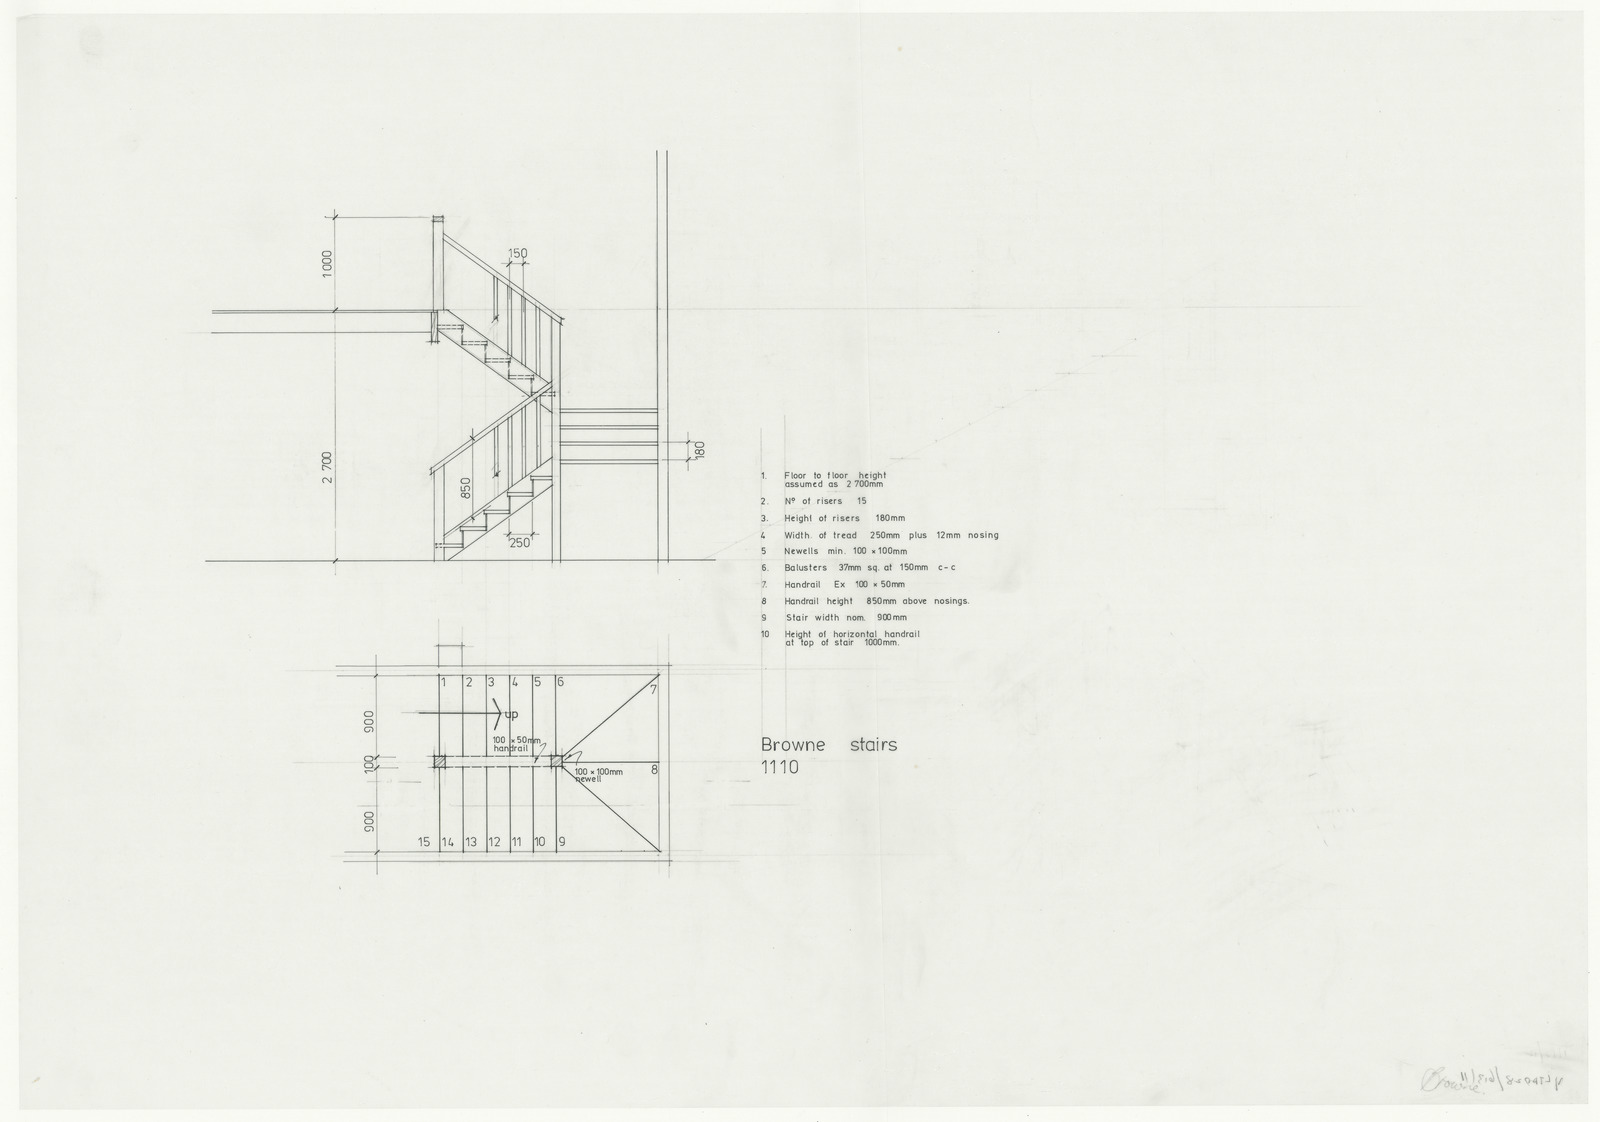 1000
150
2 700
850
250
180
1. Floor to floor height
assumed as 2 700mm
2. Nº of risers 15
3. Height of risers 180mm
4 Width of tread 250mm plus 12mm nosing
5 Newells min. 100 × 100mm
6. Balusters 37mm sq. at 150mm c-c
7. Handrail Ex 100 × 50mm
8 Handrail height 850mm above nosings.
9 Stair width nom. 900mm
10 Height of horizontal handrail
at top of stair 1000mm.
1 2 3 4 5 6 7
900
up
100 × 50mm
handrail
100
100 × 100mm
newell
8
900
15 14 13 12 11 10 9
Browne stairs
1110
Browne